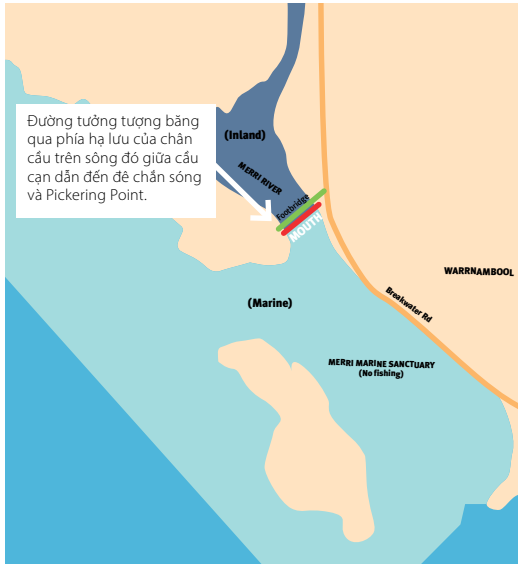 Đường tưởng tượng băng
qua phía hạ lưu của chân
cầu trên sông đó giữa cầu
cạn dẫn đến đê chắn sóng
và Pickering Point.
(Inland)
MERRI RIVER
Footbridge
MOUTH
WARRNAMBOOL
(Marine)
Breakwater Rd
MERRI MARINE SANCTUARY
(No fishing)